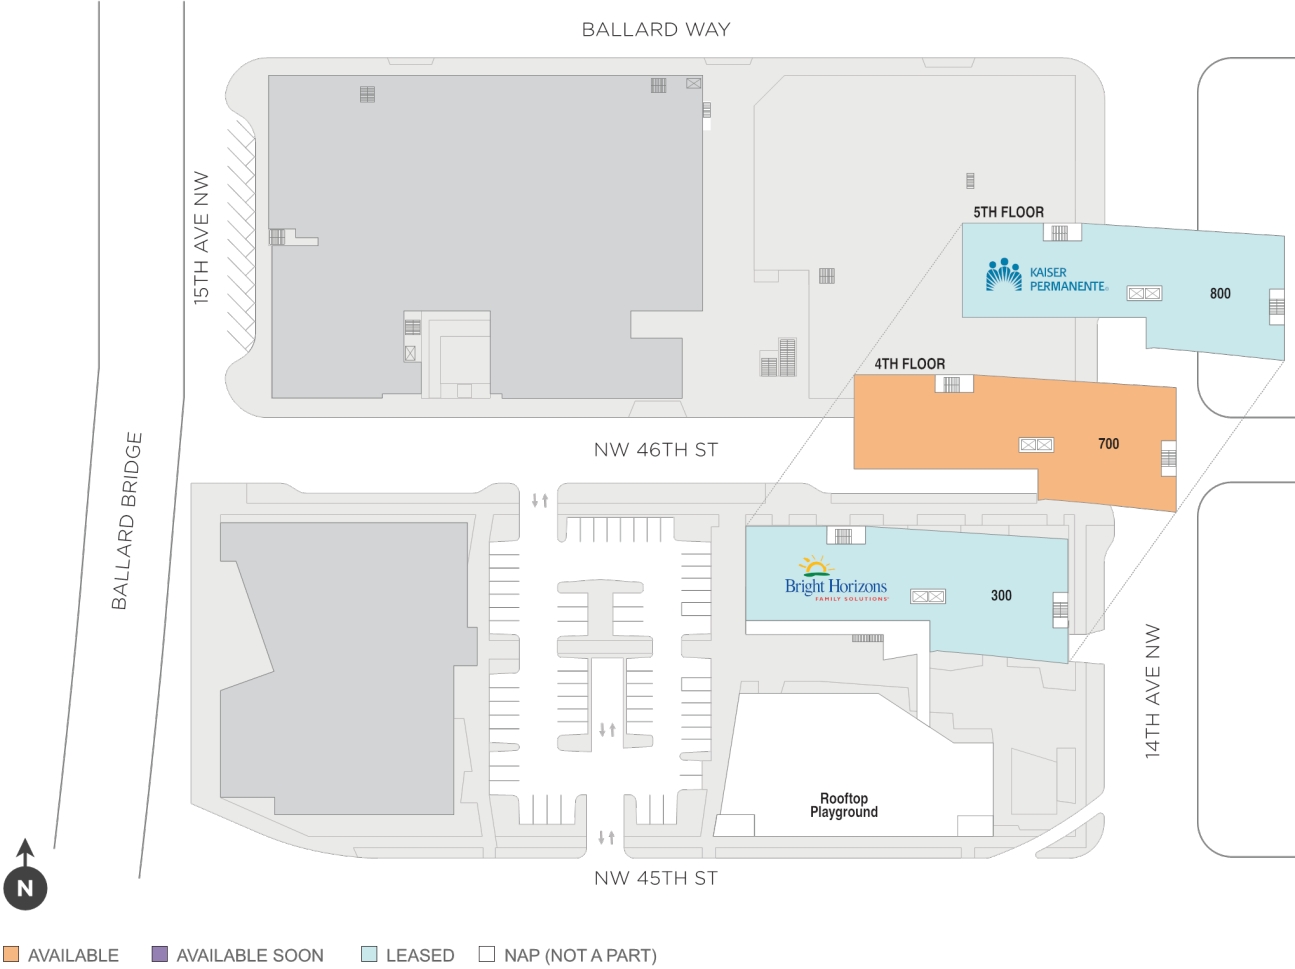 BALLARD WAY
15TH AVE NW
5TH FLOOR
KAISER
PERMANENTE®
800
4TH FLOOR
700
NW 46TH ST
BALLARD BRIDGE
Bright Horizons
FAMILY SOLUTIONS
300
14TH AVE NW
Rooftop
Playground
NW 45TH ST
N
AVAILABLE
AVAILABLE SOON
LEASED
NAP (NOT A PART)